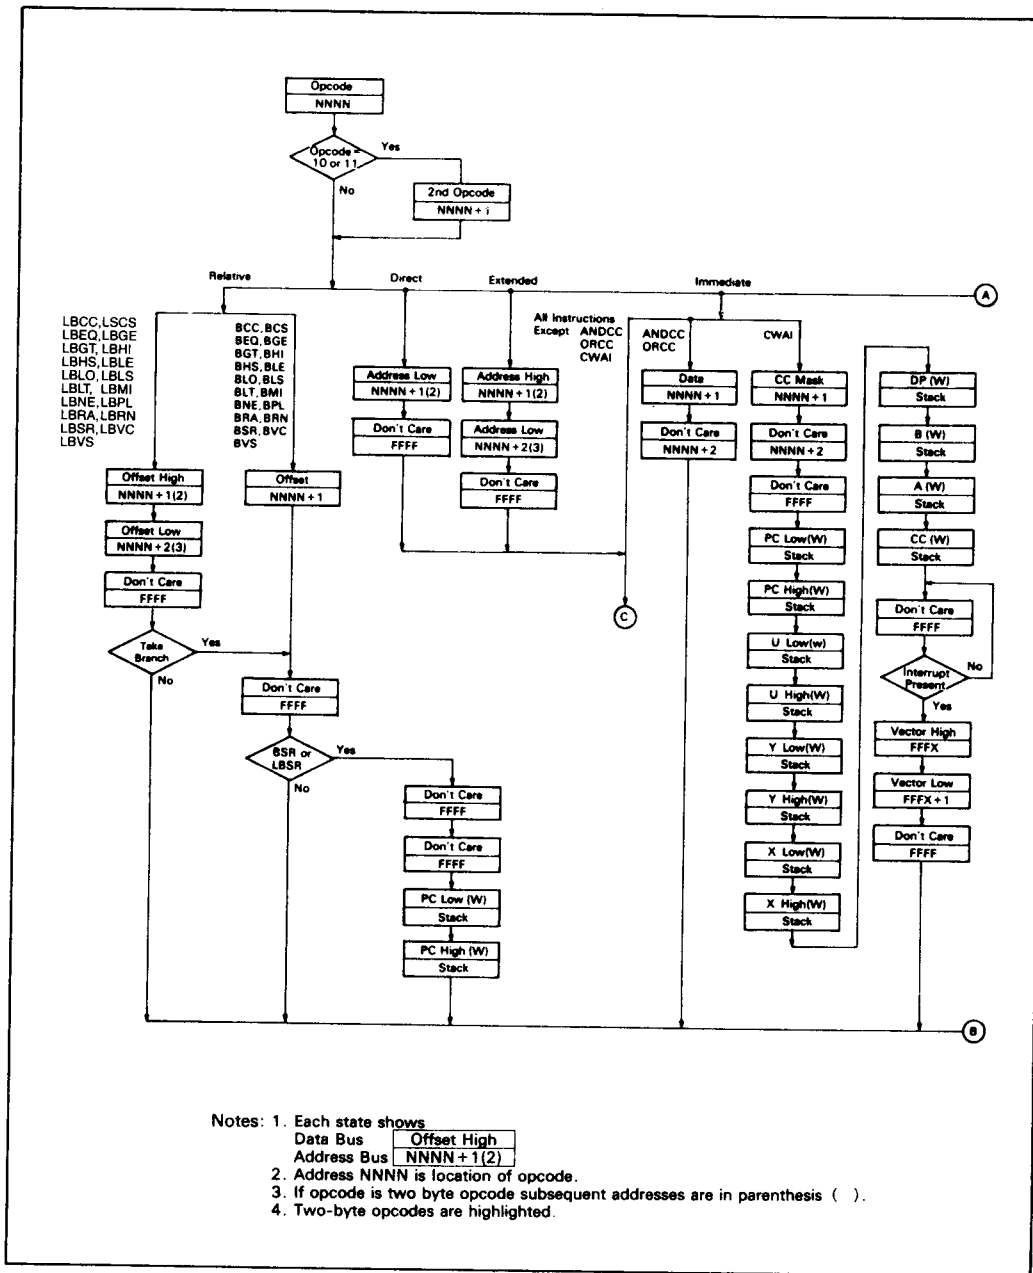 Opcode
NNNN
Opcode =
10 or 11
Yes
No
2nd Opcode
NNNN + i
Relative
Direct
Extended
Immediate
A
LBCC,LSCS
LBEQ,LBGE
LBGT, LBHI
LBHS,LBLE
LBLO, LBLS
LBLT, LBMI
LBNE,LBPL
LBRA,LBRN
LBSR,LBVC
LBVS
BCC, BCS
BEQ, BGE
BGT, BHI
BHS, BLE
BLO, BLS
BLT, BMI
BNE, BPL
BRA, BRN
BSR, BVC
BVS
Offset High
NNNN + 1(2)
Offset Low
NNNN + 2(3)
Don't Care
FFFF
Take
Branch
Yes
No
Offset
NNNN + 1
Don't Care
FFFF
BSR or
LBSR
Yes
No
Don't Care
FFFF
Don't Care
FFFF
PC Low (W)
Stack
PC High (W)
Stack
Address Low
NNNN + 1(2)
Don't Care
FFFF
Address High
NNNN + 1(2)
Address Low
NNNN + 2(3)
Don't Care
FFFF
All Instructions
Except ANDCC
ORCC
CWAI
C
ANDCC
ORCC
Data
NNNN + 1
Don't Care
NNNN + 2
CWAI
CC Mask
NNNN + 1
Don't Care
NNNN + 2
Don't Care
FFFF
PC Low(W)
Stack
PC High(W)
Stack
U Low(w)
Stack
U High(W)
Stack
Y Low(W)
Stack
Y High(W)
Stack
X Low(W)
Stack
X High(W)
Stack
DP (W)
Stack
B (W)
Stack
A (W)
Stack
CC (W)
Stack
Don't Care
FFFF
Interrupt
Present
No
Yes
Vector High
FFFX
Vector Low
FFFX + 1
Don't Care
FFFF
B
Notes: 1. Each state shows
Data Bus Offset High
Address Bus NNNN + 1(2)
2. Address NNNN is location of opcode.
3. If opcode is two byte opcode subsequent addresses are in parenthesis ( ).
4. Two-byte opcodes are highlighted.